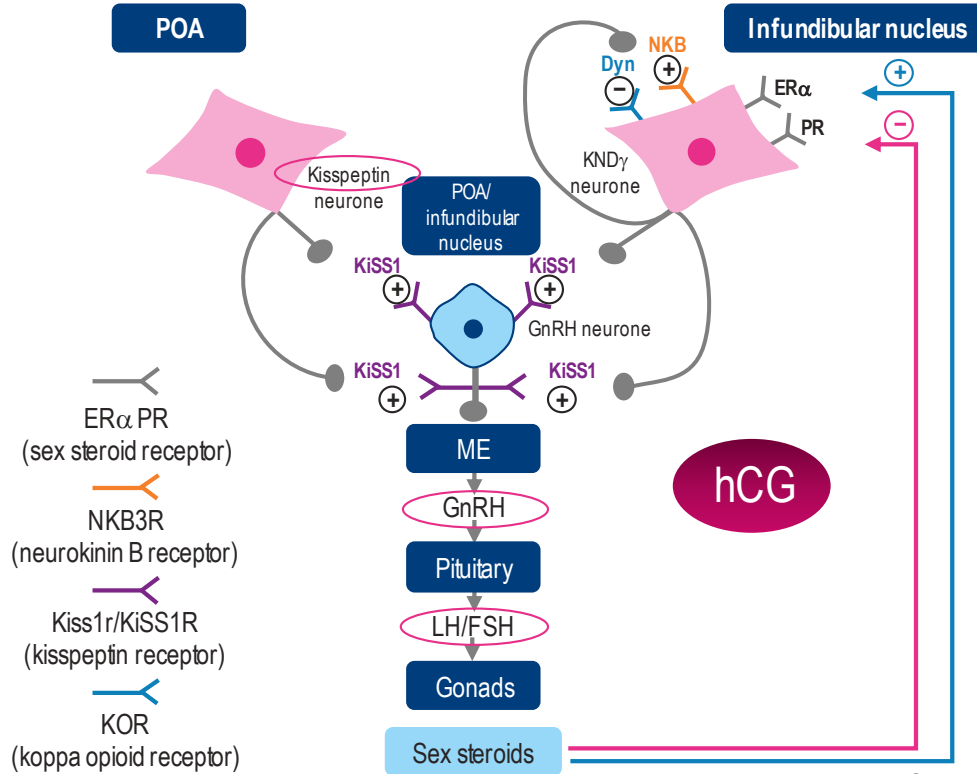 POA
Infundibular nucleus
NKB
+
Dyn
−
ERα
PR
+
−
Kisspeptin
neurone
KNDγ
neurone
POA/
infundibular
nucleus
KiSS1
+
KiSS1
+
GnRH neurone
KiSS1
+
KiSS1
+
ERα PR
(sex steroid receptor)
NKB3R
(neurokinin B receptor)
Kiss1r/KiSS1R
(kisspeptin receptor)
KOR
(koppa opioid receptor)
ME
GnRH
Pituitary
LH/FSH
Gonads
Sex steroids
hCG